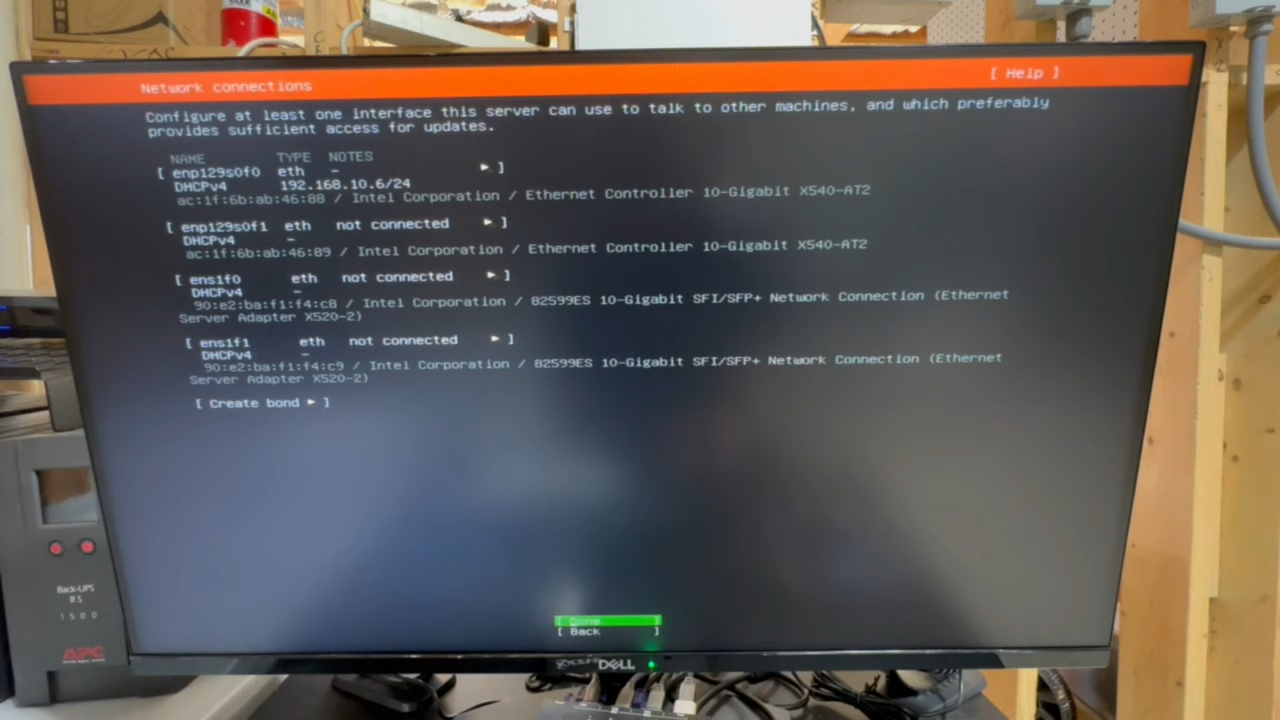 Network connections
[ Help ]
Configure at least one interface this server can use to talk to other machines, and which preferably
provides sufficient access for updates.
NAME TYPE NOTES
[ enp129s0f0 eth - ▸ ]
DHCPv4 192.168.10.6/24
ac:1f:6b:ab:46:88 / Intel Corporation / Ethernet Controller 10-Gigabit X540-AT2
[ enp129s0f1 eth not connected ▸ ]
DHCPv4 -
ac:1f:6b:ab:46:89 / Intel Corporation / Ethernet Controller 10-Gigabit X540-AT2
[ ens1f0 eth not connected ▸ ]
DHCPv4 -
90:e2:ba:f1:f4:c8 / Intel Corporation / 82599ES 10-Gigabit SFI/SFP+ Network Connection (Ethernet
Server Adapter X520-2)
[ ens1f1 eth not connected ▸ ]
DHCPv4 -
90:e2:ba:f1:f4:c9 / Intel Corporation / 82599ES 10-Gigabit SFI/SFP+ Network Connection (Ethernet
Server Adapter X520-2)
[ Create bond ▸ ]
[ Done ]
[ Back ]
DELL
Back-UPS
RS
1500
APC